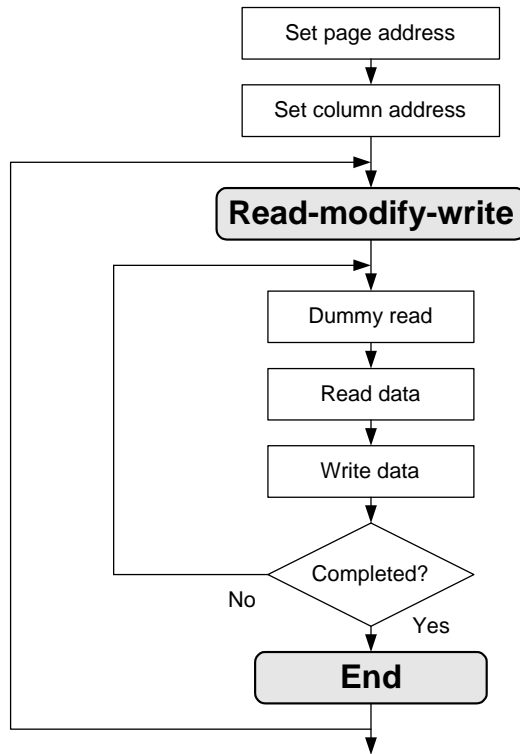 Set page address
Set column address
Read-modify-write
Dummy read
Read data
Write data
Completed?
No
Yes
End